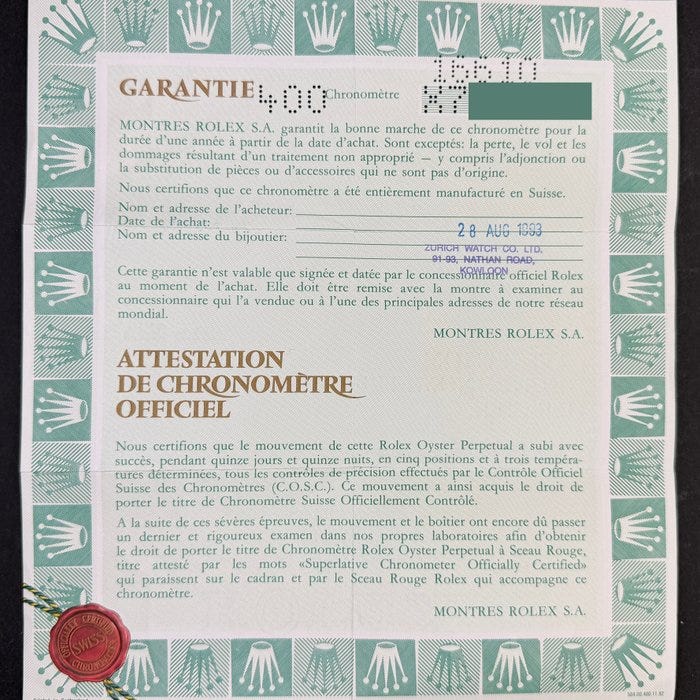 16610
GARANTIE 400 Chronomètre X7
MONTRES ROLEX S.A. garantit la bonne marche de ce chronomètre pour la
durée d'une année à partir de la date d'achat. Sont exceptés: la perte, le vol et les
dommages résultant d'un traitement non approprié — y compris l'adjonction ou
la substitution de pièces ou d'accessoires qui ne sont pas d'origine.
Nous certifions que ce chronomètre a été entièrement manufacturé en Suisse.
Nom et adresse de l'acheteur:
Date de l'achat:
28 AUG 1993
Nom et adresse du bijoutier:
ZURICH WATCH CO. LTD.
91-93, NATHAN ROAD,
KOWLOON
Cette garantie n'est valable que signée et datée par le concessionnaire officiel Rolex
au moment de l'achat. Elle doit être remise avec la montre à examiner au
concessionnaire qui l'a vendue ou à l'une des principales adresses de notre réseau
mondial.
MONTRES ROLEX S.A.
ATTESTATION
DE CHRONOMÈTRE
OFFICIEL
Nous certifions que le mouvement de cette Rolex Oyster Perpetual a subi avec
succès, pendant quinze jours et quinze nuits, en cinq positions et à trois tempéra-
tures déterminées, tous les contrôles de précision effectués par le Contrôle Officiel
Suisse des Chronomètres (C.O.S.C.). Ce mouvement a ainsi acquis le droit de
porter le titre de Chronomètre Suisse Officiellement Contrôlé.
A la suite de ces sévères épreuves, le mouvement et le boîtier ont encore dû passer
un dernier et rigoureux examen dans nos propres laboratoires afin d'obtenir
le droit de porter le titre de Chronomètre Rolex Oyster Perpetual à Sceau Rouge,
titre attesté par les mots «Superlative Chronometer Officially Certified»
qui paraissent sur le cadran et par le Sceau Rouge Rolex qui accompagne ce
chronomètre.
MONTRES ROLEX S.A.
SWISS